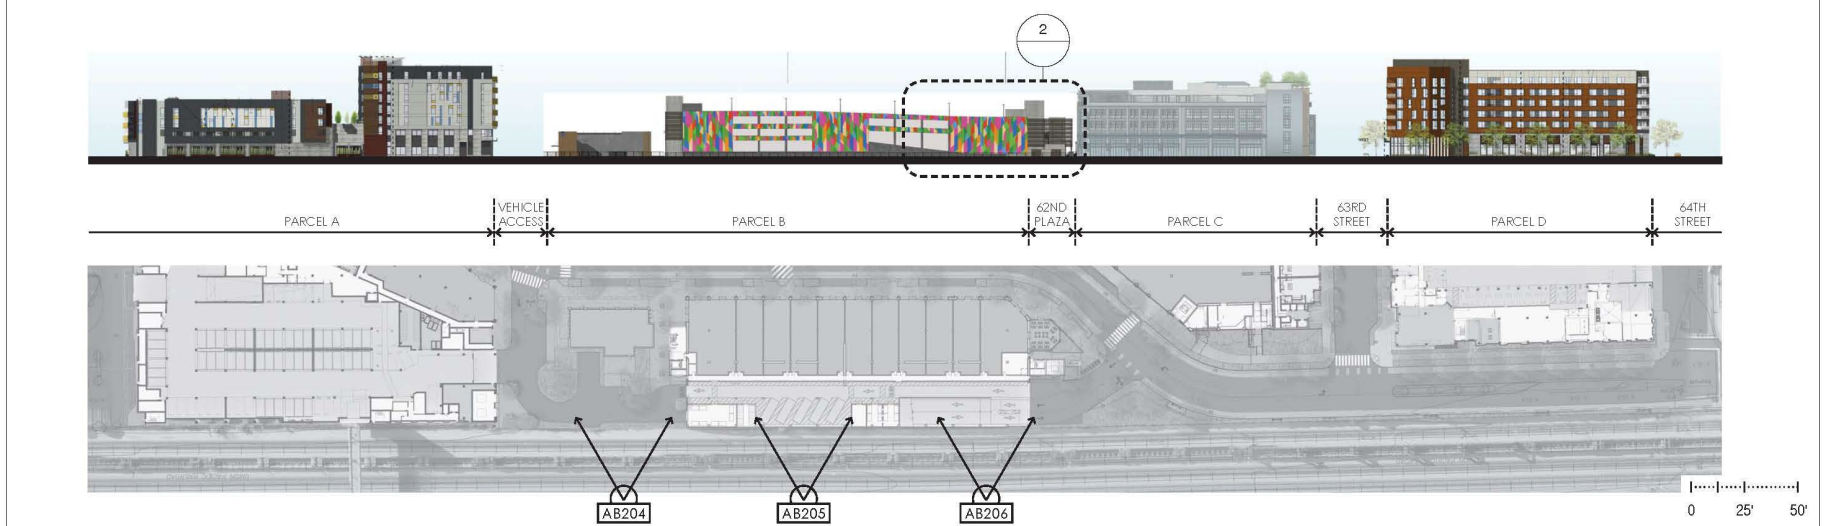 2
PARCEL A
VEHICLE
ACCESS
PARCEL B
62ND
PLAZA
PARCEL C
63RD
STREET
PARCEL D
64TH
STREET
AB204
AB205
AB206
0 25' 50'